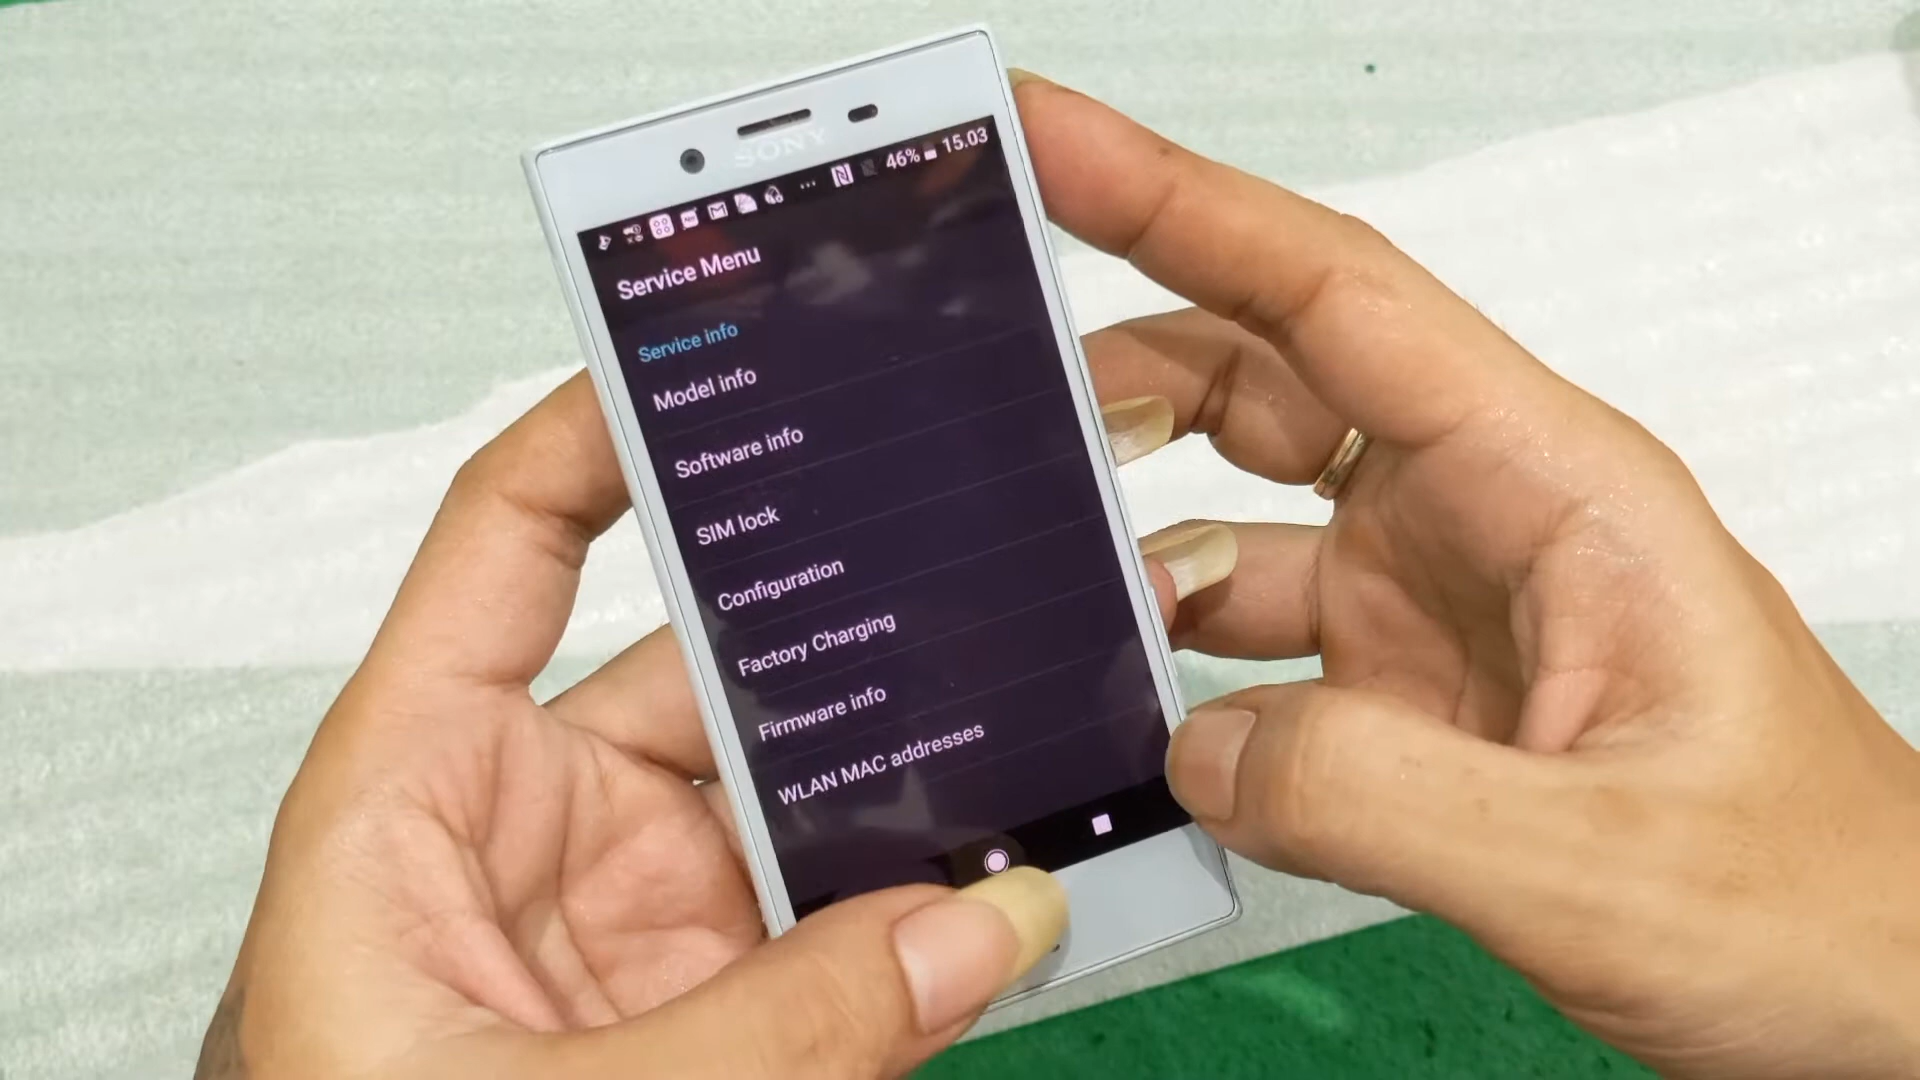 SONY
46% 15.03
Service Menu
Service info
Model info
Software info
SIM lock
Configuration
Factory Charging
Firmware info
WLAN MAC addresses